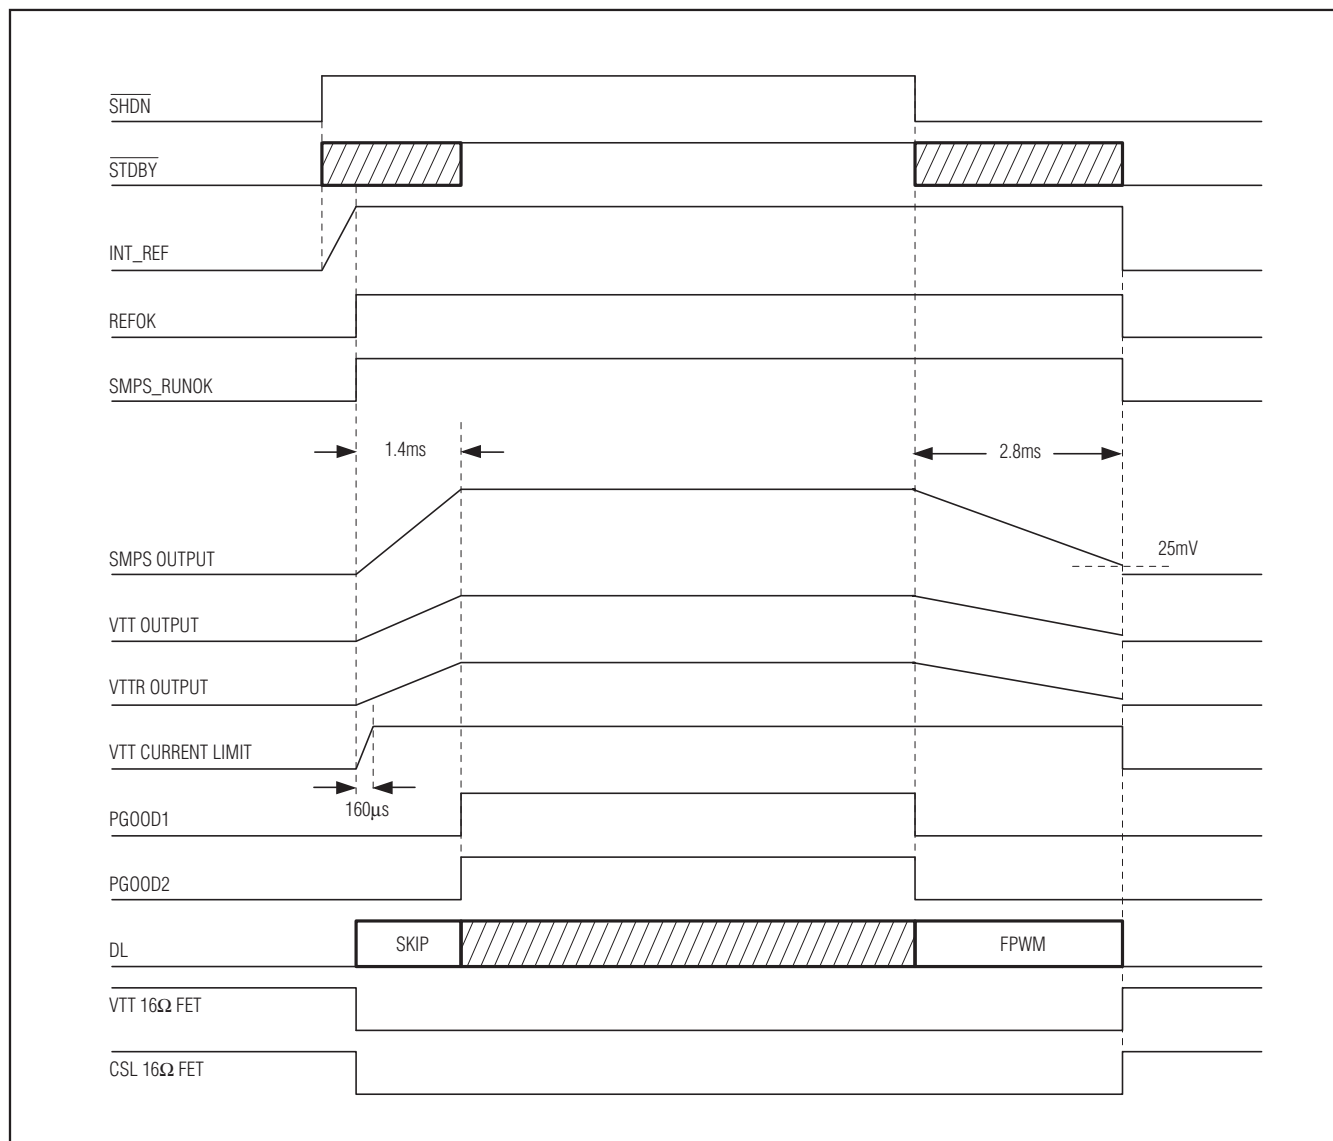 SHDN
STDBY
INT_REF
REFOK
SMPS_RUNOK
1.4ms
2.8ms
SMPS OUTPUT
25mV
VTT OUTPUT
VTTR OUTPUT
VTT CURRENT LIMIT
160μs
PGOOD1
PGOOD2
DL
SKIP
FPWM
VTT 16Ω FET
CSL 16Ω FET